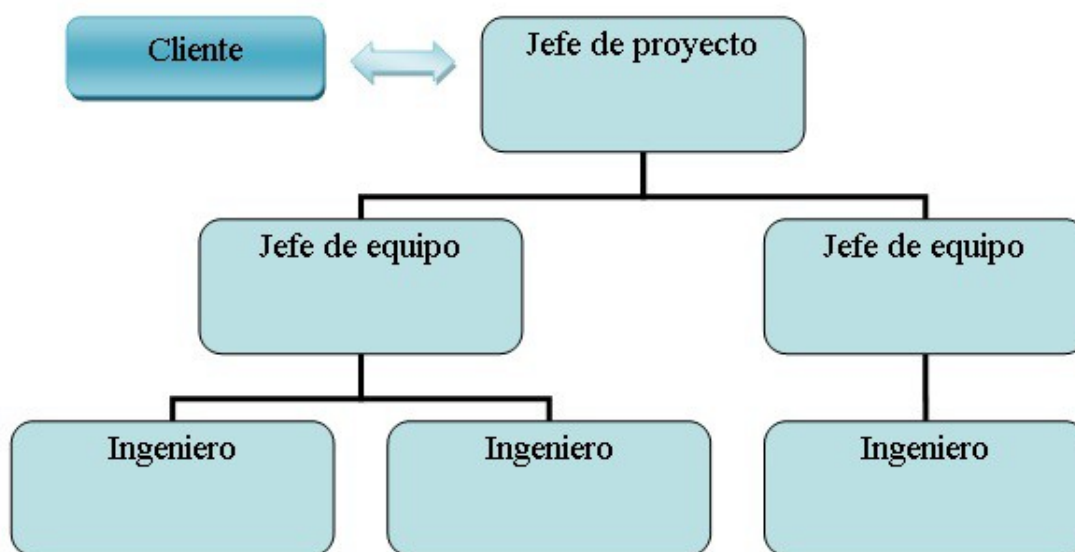 Cliente
Jefe de proyecto
Jefe de equipo
Jefe de equipo
Ingeniero
Ingeniero
Ingeniero